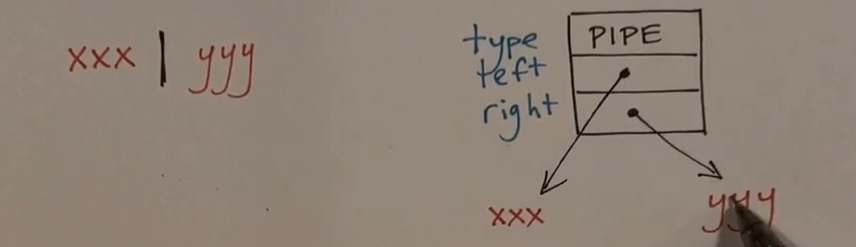 xxx | yyy
type PIPE
left
right
xxx yyy